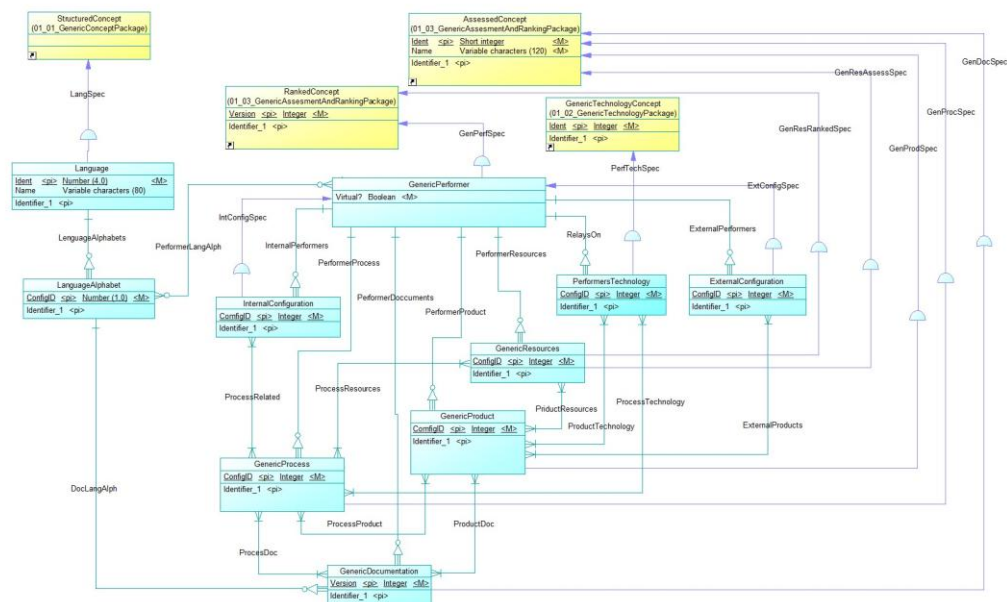 StructuredConcept
(01_01_GenericConceptPackage)
AssessedConcept
(01_03_GenericAssesmentAndRankingPackage)
Ident <pi> Short integer <M>
Name Variable characters (120) <M>
Identifier_1 <pi>
GenDocSpec
GenResAssessSpec
LangSpec
RankedConcept
(01_03_GenericAssesmentAndRankingPackage)
Version <pi> Integer <M>
Identifier_1 <pi>
GenericTechnologyConcept
(01_02_GenericTechnologyPackage)
Ident <pi> Integer <M>
Identifier_1 <pi>
GenProcSpec
GenResRankedSpec
GenProdSpec
GenPerfSpec
Language
Ident <pi> Number (4,0) <M>
Name Variable characters (80)
Identifier_1 <pi>
PerfTechSpec
GenericPerformer
Virtual? Boolean <M>
ExtConfigSpec
IntConfigSpec
LenguageAlphabets
PerformerLangAlph
InternalPerformers
PerformerProcess
PerformerResources
RelaysOn
ExternalPerformers
LenguageAlphabet
ConfigID <pi> Number (1,0) <M>
Identifier_1 <pi>
InternalConfiguration
ComfigID <pi> Integer <M>
Identifier_1 <pi>
PerformerDoccuments
PerformerProduct
PerformersTechnology
ConfigID <pi> Integer <M>
Identifier_1 <pi>
ExternalConfiguration
ConfigID <pi> Integer <M>
Identifier_1 <pi>
GenericResources
ConfigID <pi> Integer <M>
Identifier_1 <pi>
ProcessRelated
ProcessResources
PriductResources
ProcessTechnology
GenericProduct
ComfigID <pi> Integer <M>
Identifier_1 <pi>
ProductTechnology
ExternalProducts
GenericProcess
ConfigID <pi> Integer <M>
Identifier_1 <pi>
DocLangAlph
ProcessProduct
ProductDoc
ProcesDoc
GenericDocumentation
Version <pi> Integer <M>
Identifier_1 <pi>